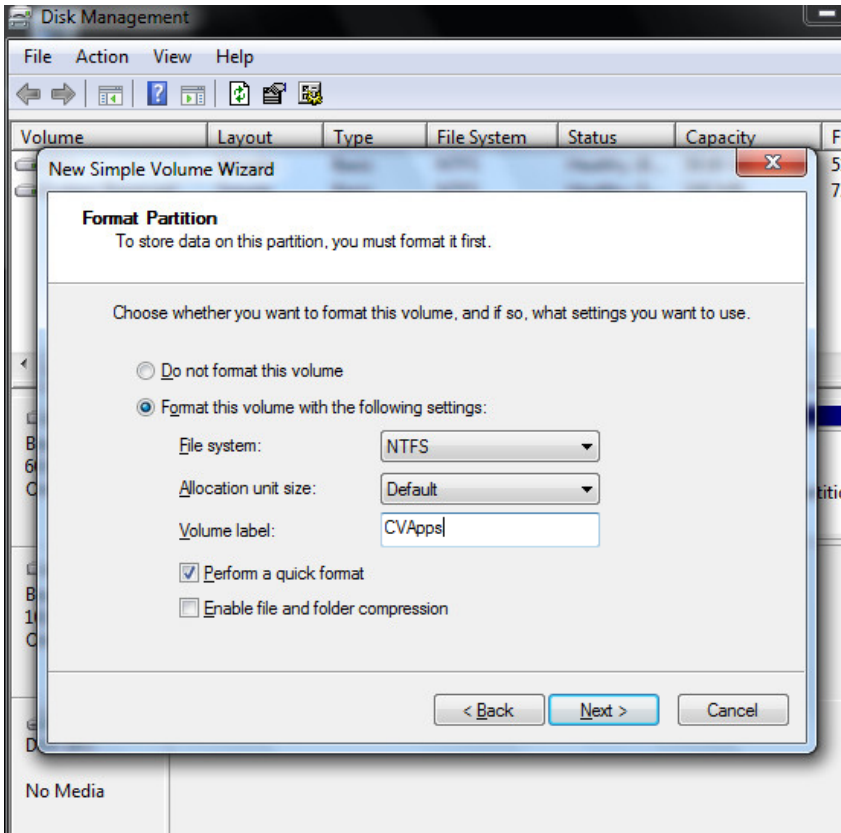 Disk Management
File Action View Help
Volume Layout Type File System Status Capacity F
New Simple Volume Wizard
5
7
Format Partition
To store data on this partition, you must format it first.
Choose whether you want to format this volume, and if so, what settings you want to use.
Do not format this volume
Format this volume with the following settings:
File system: NTFS
Allocation unit size: Default
Volume label: CVApps
Perform a quick format
Enable file and folder compression
< Back Next > Cancel
No Media